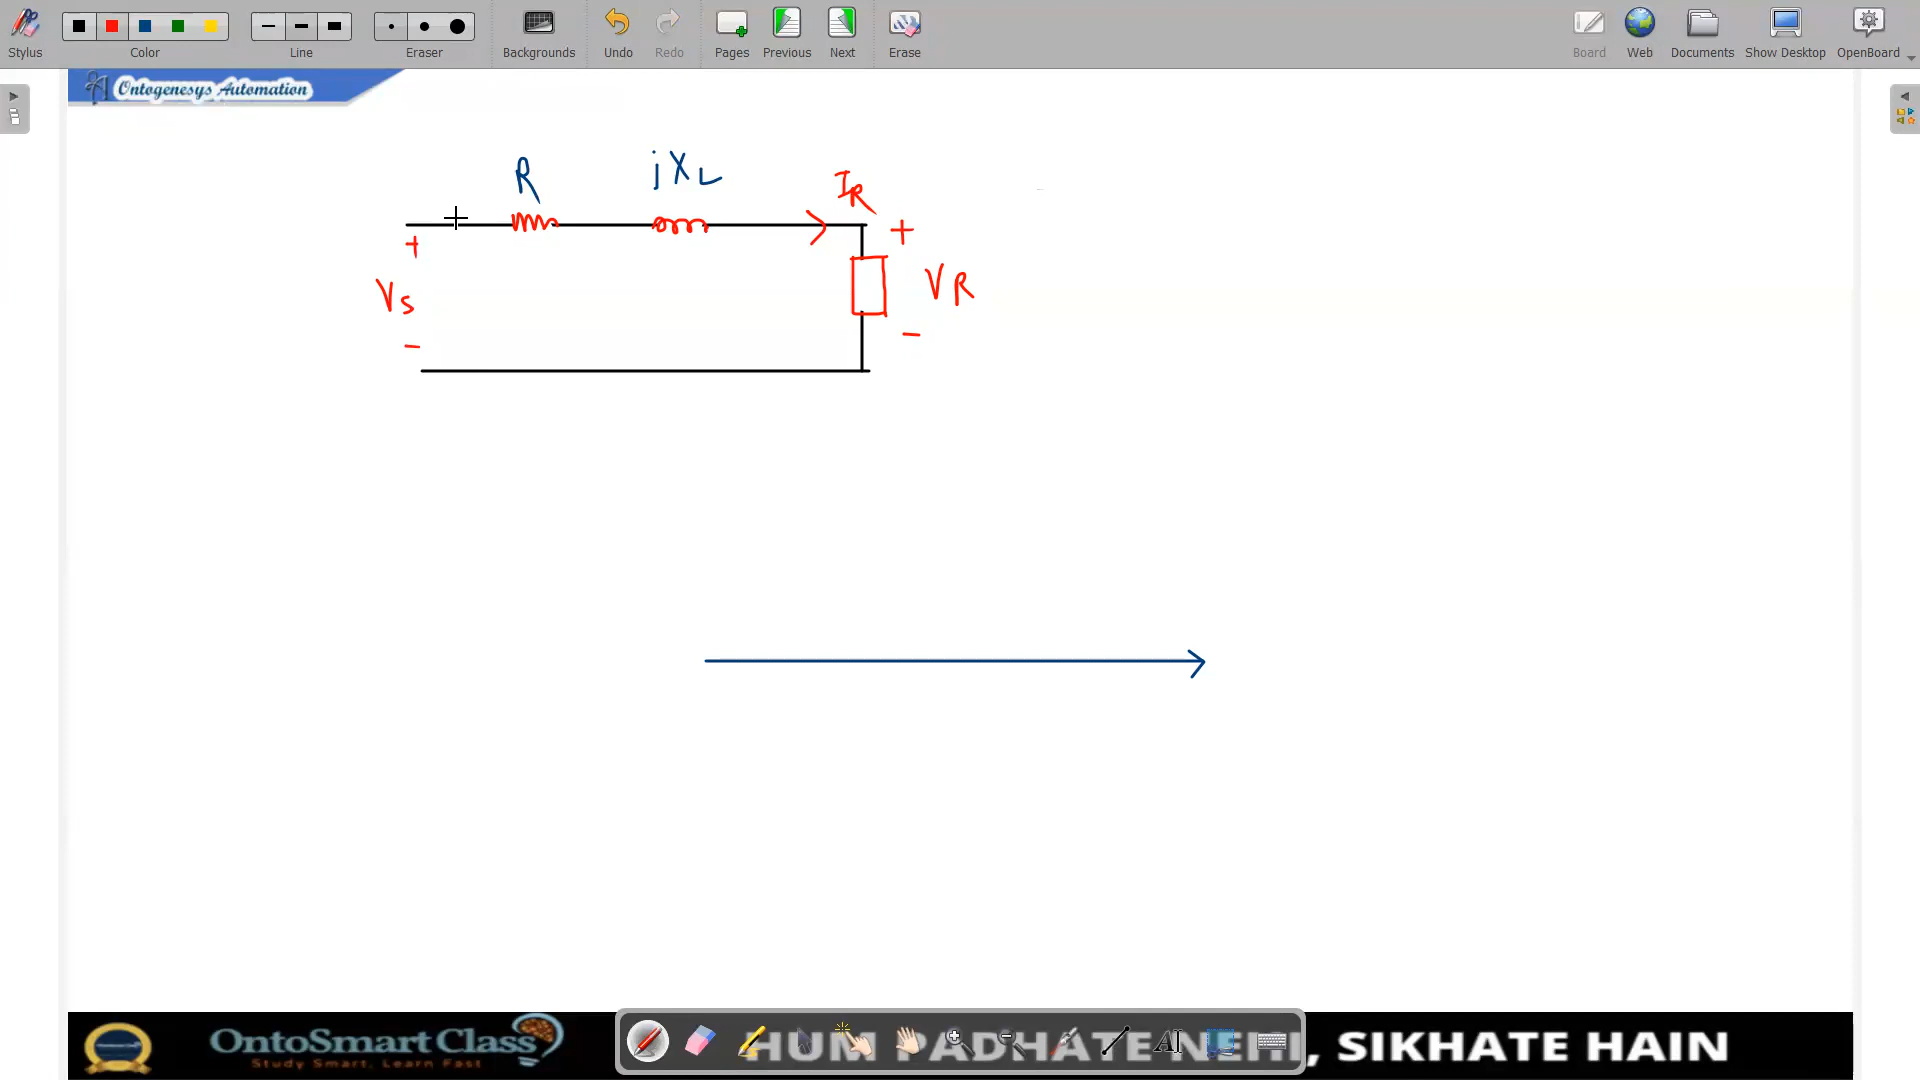 Stylus
Color
Line
Eraser
Backgrounds
Undo
Redo
Pages
Previous
Next
Erase
Board
Web
Documents
Show Desktop
OpenBoard
Ontogenesys Automation
R
jXL
IR
+
+
Vs
VR
-
-
OntoSmart Class
Study Smart, Learn Fast
HUM PADHATE NEHI, SIKHATE HAIN